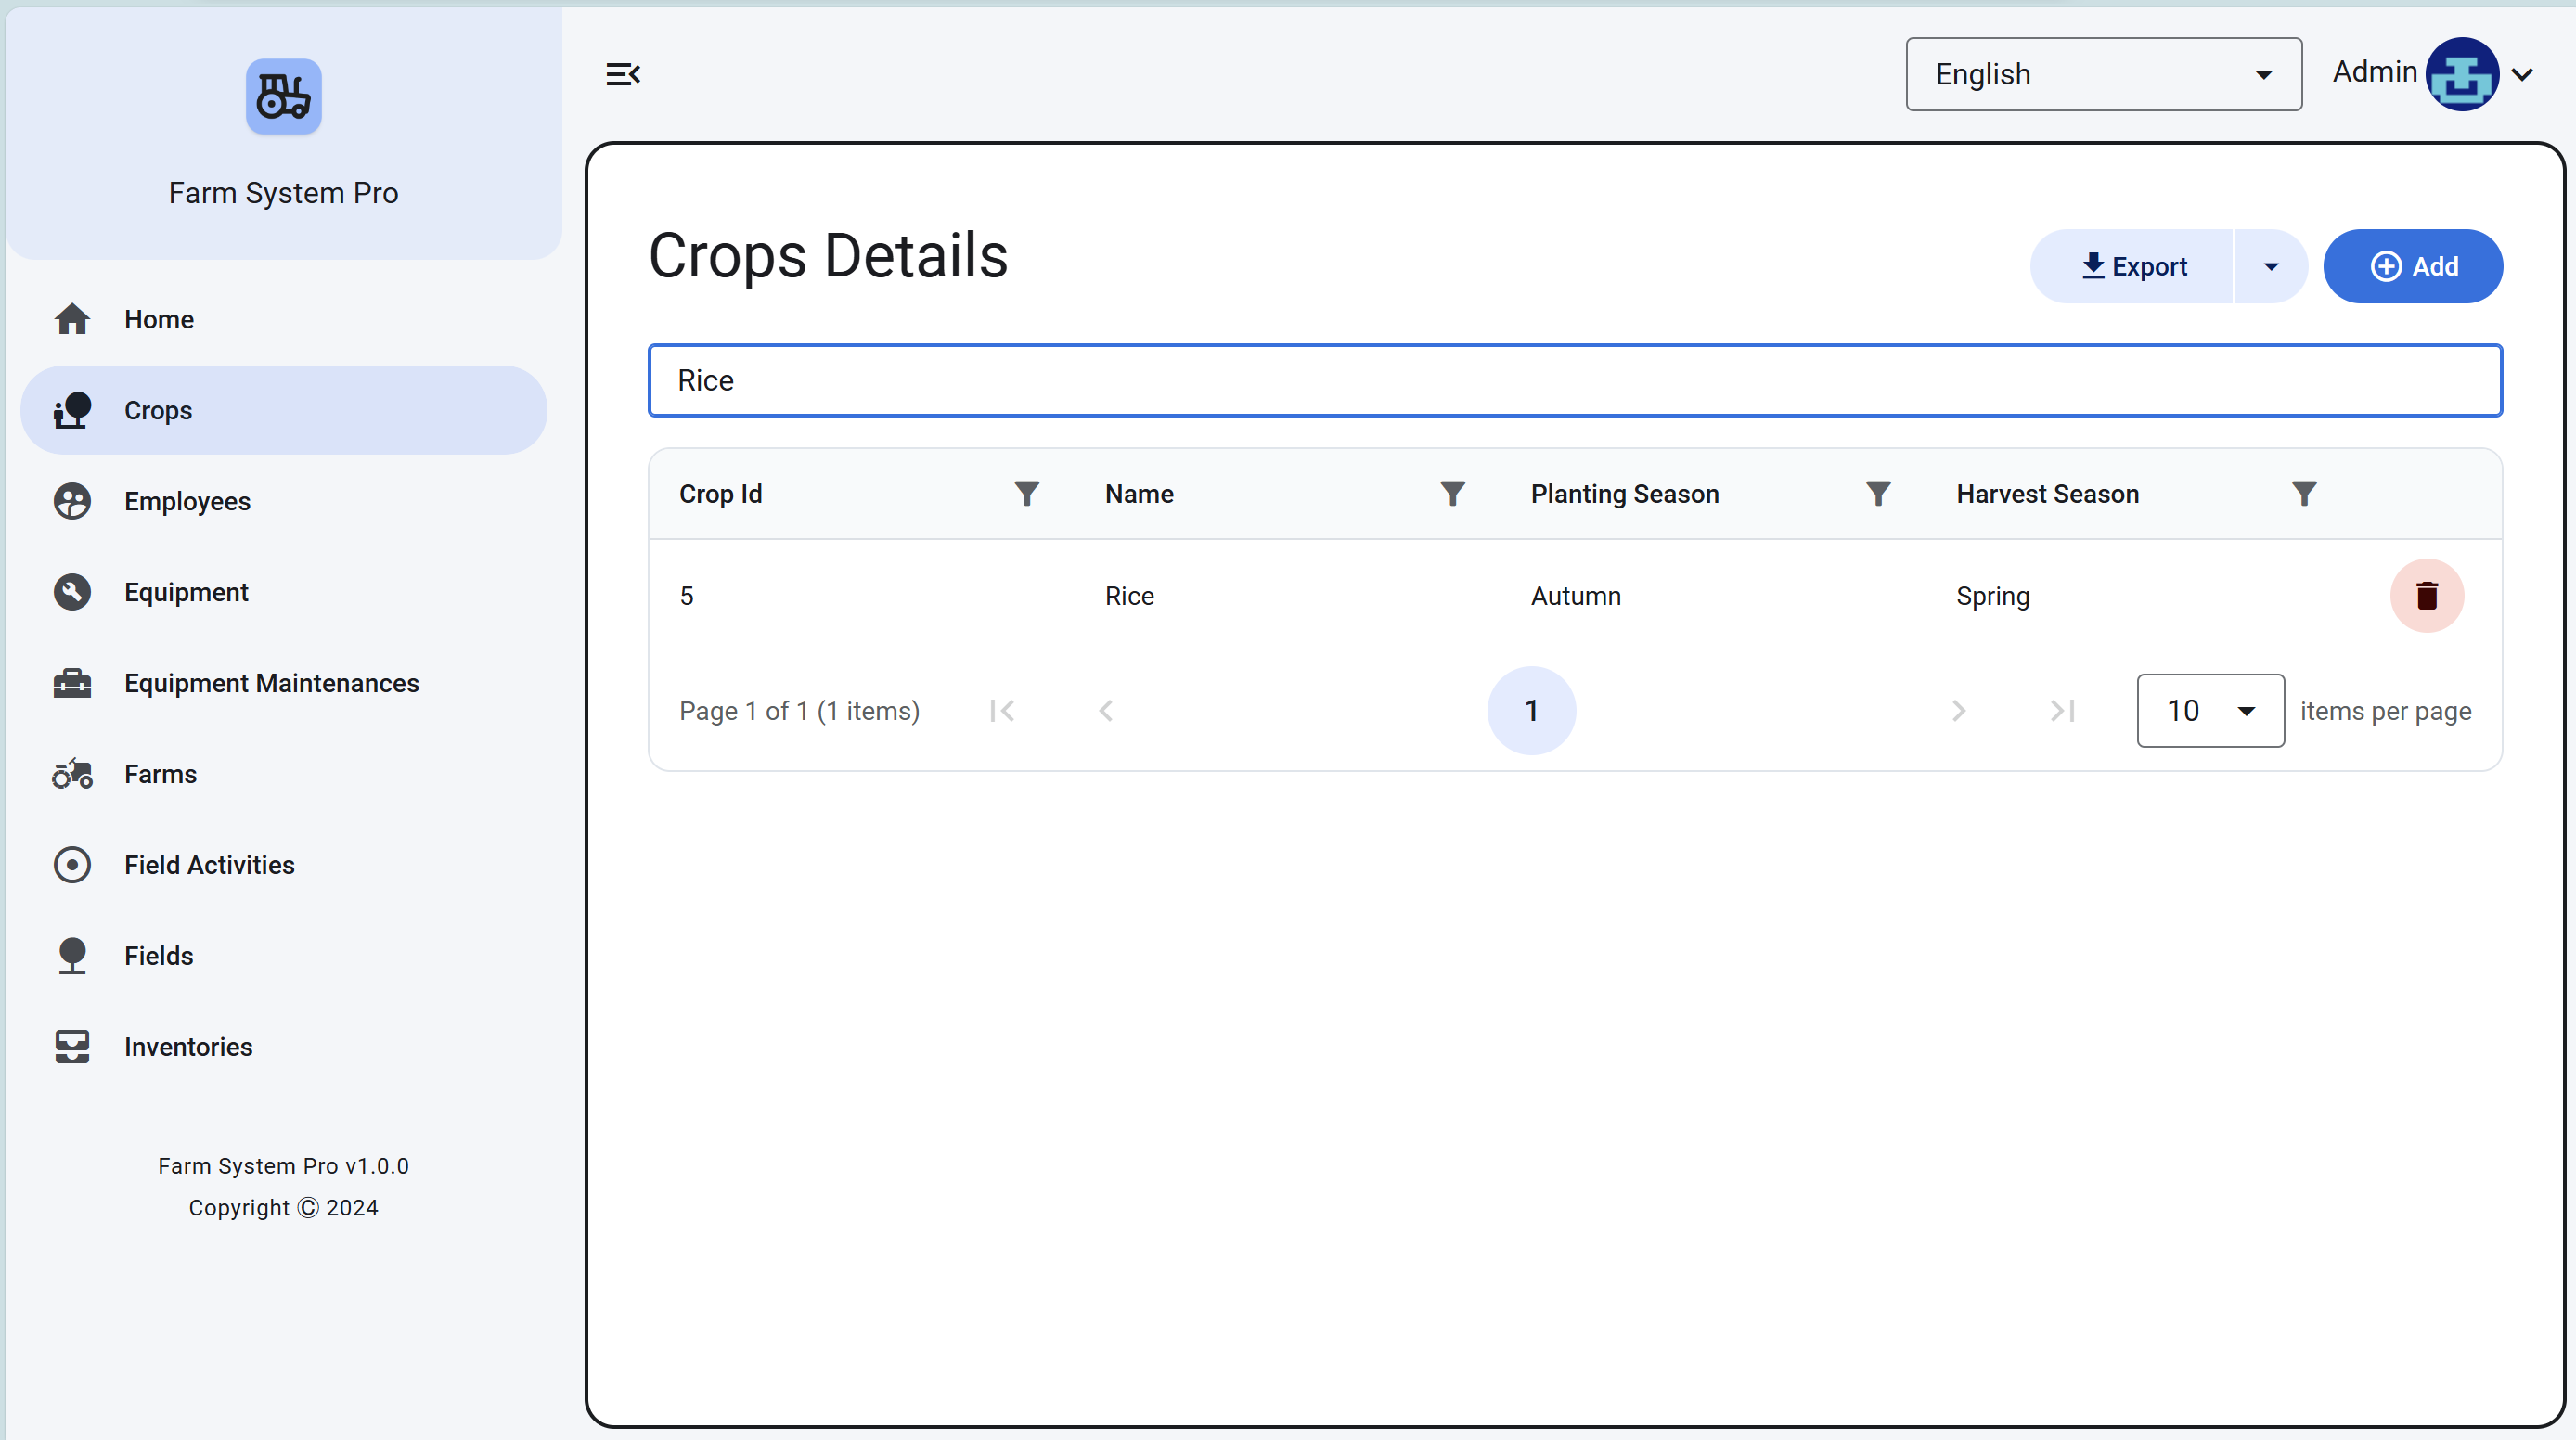 Farm System Pro
Home
Crops
Employees
Equipment
Equipment Maintenances
Farms
Field Activities
Fields
Inventories
Farm System Pro v1.0.0
Copyright Ⓒ 2024
English
Admin
Crops Details
Export
Add
Rice
Crop Id Name Planting Season Harvest Season
5 Rice Autumn Spring
Page 1 of 1 (1 items) 1 10 items per page